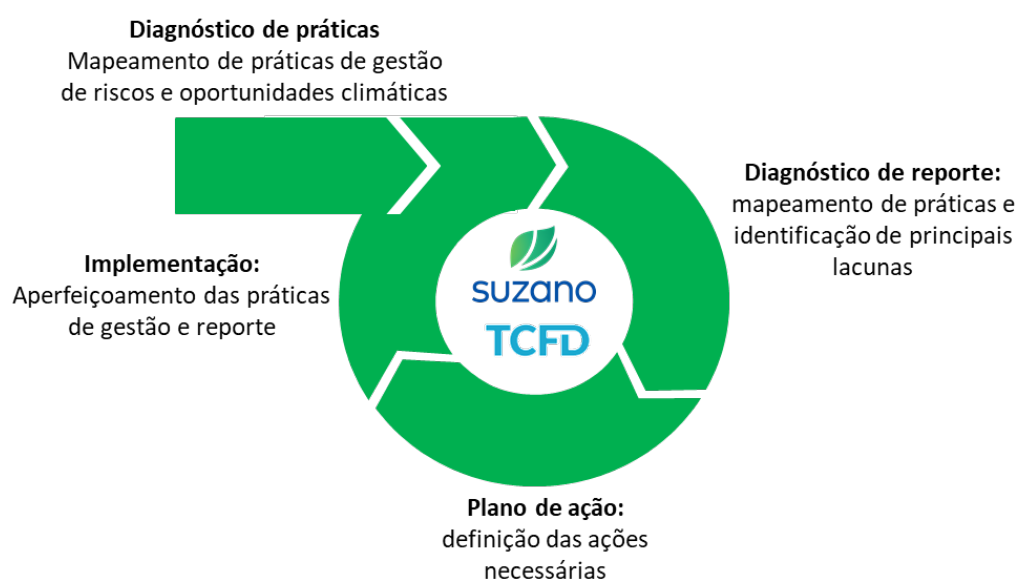 Diagnóstico de práticas
Mapeamento de práticas de gestão
de riscos e oportunidades climáticas
Diagnóstico de reporte:
mapeamento de práticas e
identificação de principais
lacunas
Implementação:
Aperfeiçoamento das práticas
de gestão e reporte
suzano
TCFD
Plano de ação:
definição das ações
necessárias